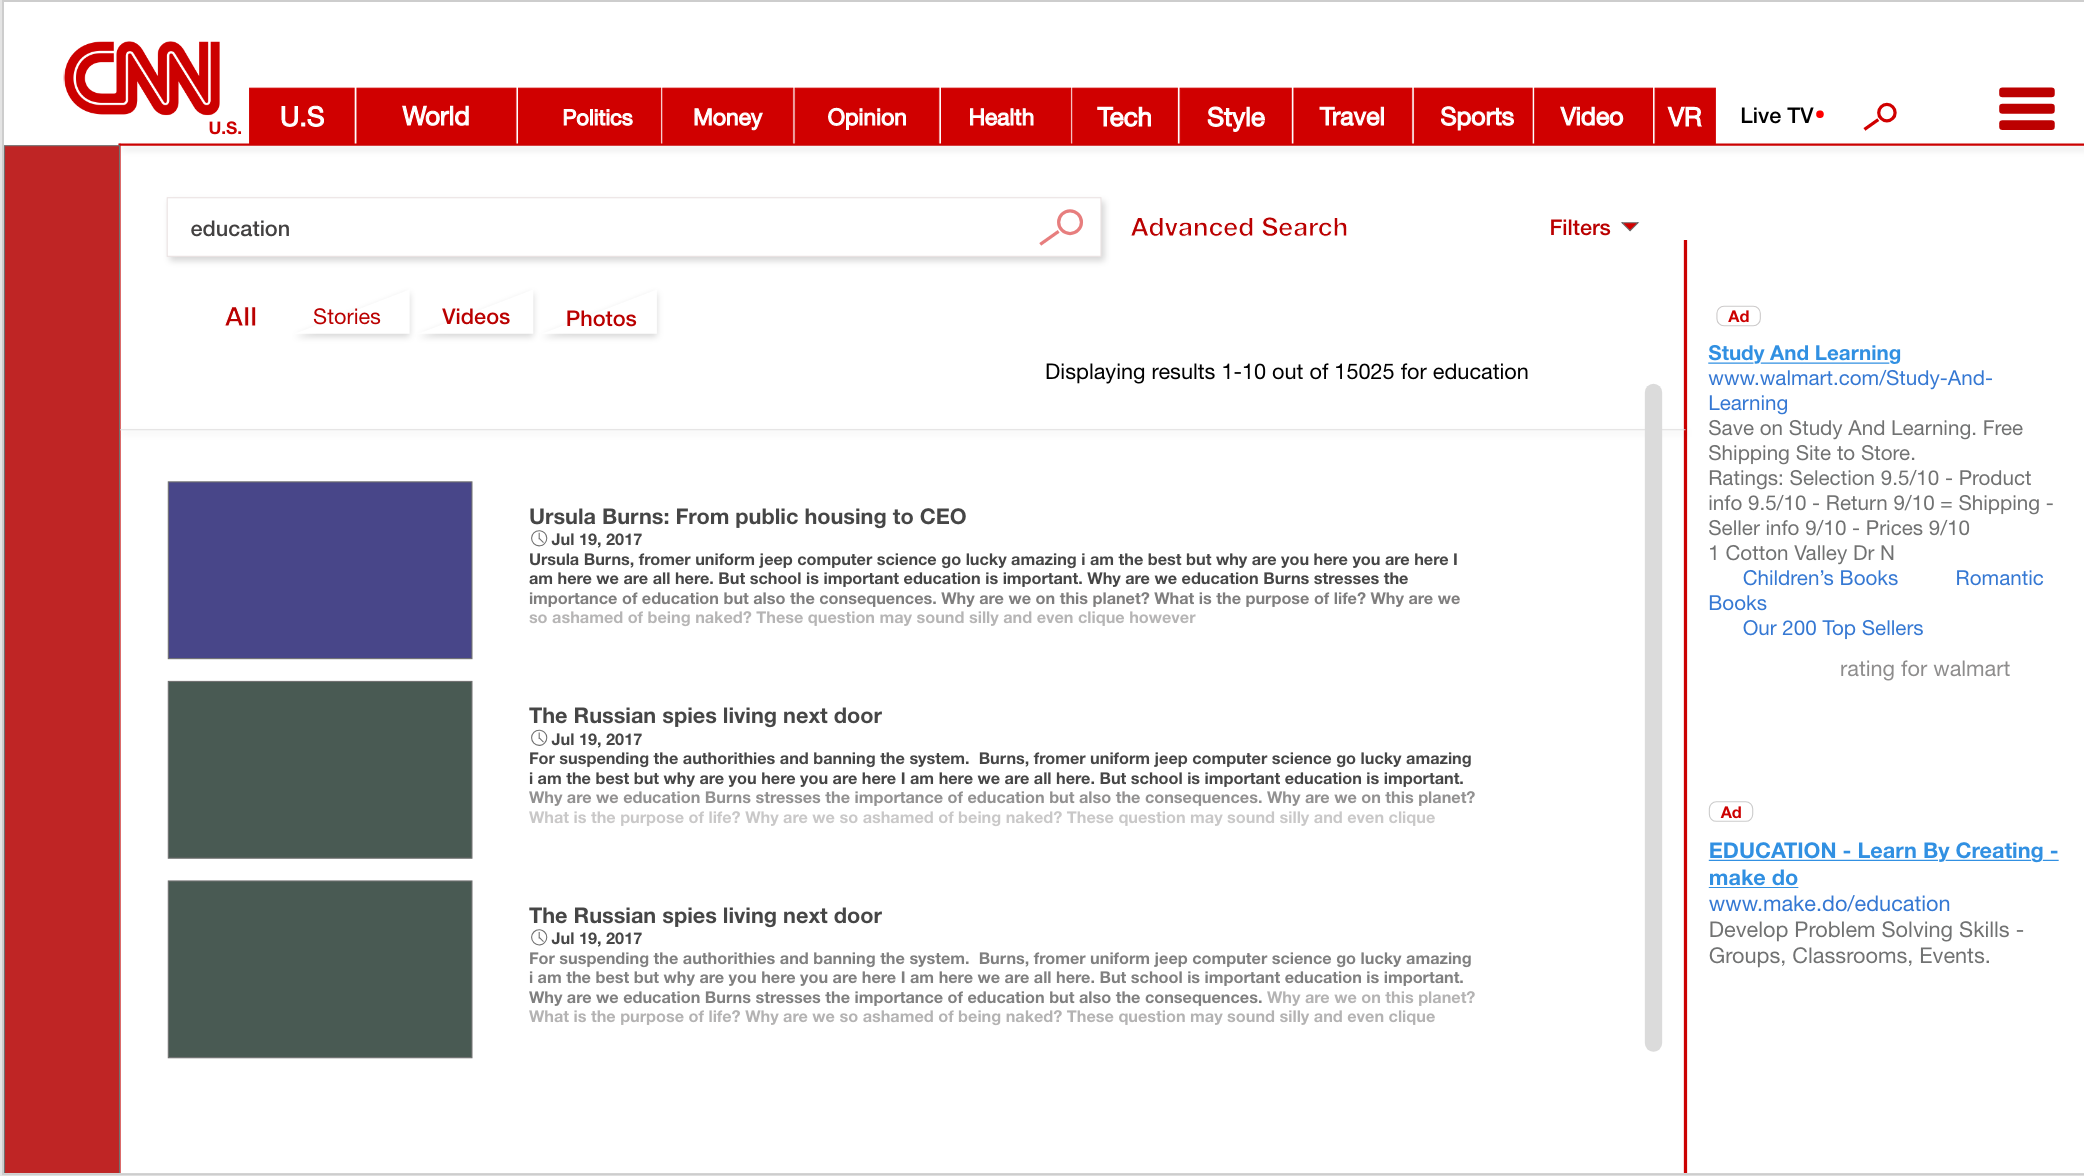 CNN
U.S.
U.S
World
Politics
Money
Opinion
Health
Tech
Style
Travel
Sports
Video
VR
Live TV
education
Advanced Search
Filters
All
Stories
Videos
Photos
Displaying results 1-10 out of 15025 for education
Ursula Burns: From public housing to CEO
Jul 19, 2017
Ursula Burns, fromer uniform jeep computer science go lucky amazing i am the best but why are you here you are here I
am here we are all here. But school is important education is important. Why are we education Burns stresses the
importance of education but also the consequences. Why are we on this planet? What is the purpose of life? Why are we
so ashamed of being naked? These question may sound silly and even clique however
The Russian spies living next door
Jul 19, 2017
For suspending the authorithies and banning the system.  Burns, fromer uniform jeep computer science go lucky amazing
i am the best but why are you here you are here I am here we are all here. But school is important education is important.
Why are we education Burns stresses the importance of education but also the consequences. Why are we on this planet?
What is the purpose of life? Why are we so ashamed of being naked? These question may sound silly and even clique
The Russian spies living next door
Jul 19, 2017
For suspending the authorithies and banning the system.  Burns, fromer uniform jeep computer science go lucky amazing
i am the best but why are you here you are here I am here we are all here. But school is important education is important.
Why are we education Burns stresses the importance of education but also the consequences. Why are we on this planet?
What is the purpose of life? Why are we so ashamed of being naked? These question may sound silly and even clique
Ad
Study And Learning
www.walmart.com/Study-And-
Learning
Save on Study And Learning. Free
Shipping Site to Store.
Ratings: Selection 9.5/10 - Product
info 9.5/10 - Return 9/10 = Shipping -
Seller info 9/10 - Prices 9/10
1 Cotton Valley Dr N
Children's Books Romantic
Books
Our 200 Top Sellers
rating for walmart
Ad
EDUCATION - Learn By Creating -
make do
www.make.do/education
Develop Problem Solving Skills -
Groups, Classrooms, Events.